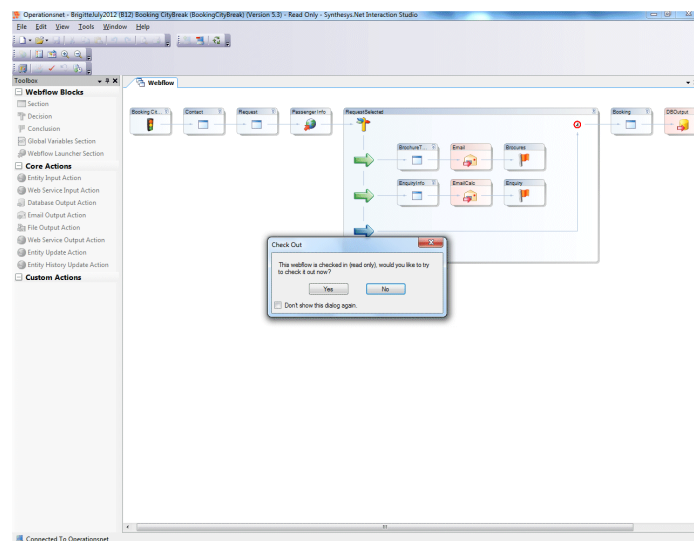 Operationsnet - BrigitteJuly2012 (B12) Booking CityBreak (BookingCityBreak) (Version 5.3) - Read Only - Synthesys.Net Interaction Studio
File Edit View Tools Window Help
Toolbox
Webflow
Webflow Blocks
Section
Decision
Conclusion
Global Variables Section
Webflow Launcher Section
Core Actions
Entity Input Action
Web Service Input Action
Database Output Action
Email Output Action
File Output Action
Web Service Output Action
Entity Update Action
Entity History Update Action
Custom Actions
Booking Cit...
Contact
Request
Passenger Info
RequestSelected
Booking
DBOutput
BrochureT...
Email
Brosures
EnquiryInfo
EmailCalc
Enquiry
Check Out
This webflow is checked in (read only), would you like to try
to check it out now?
Yes No
Don't show this dialog again.
Connected To Operationsnet